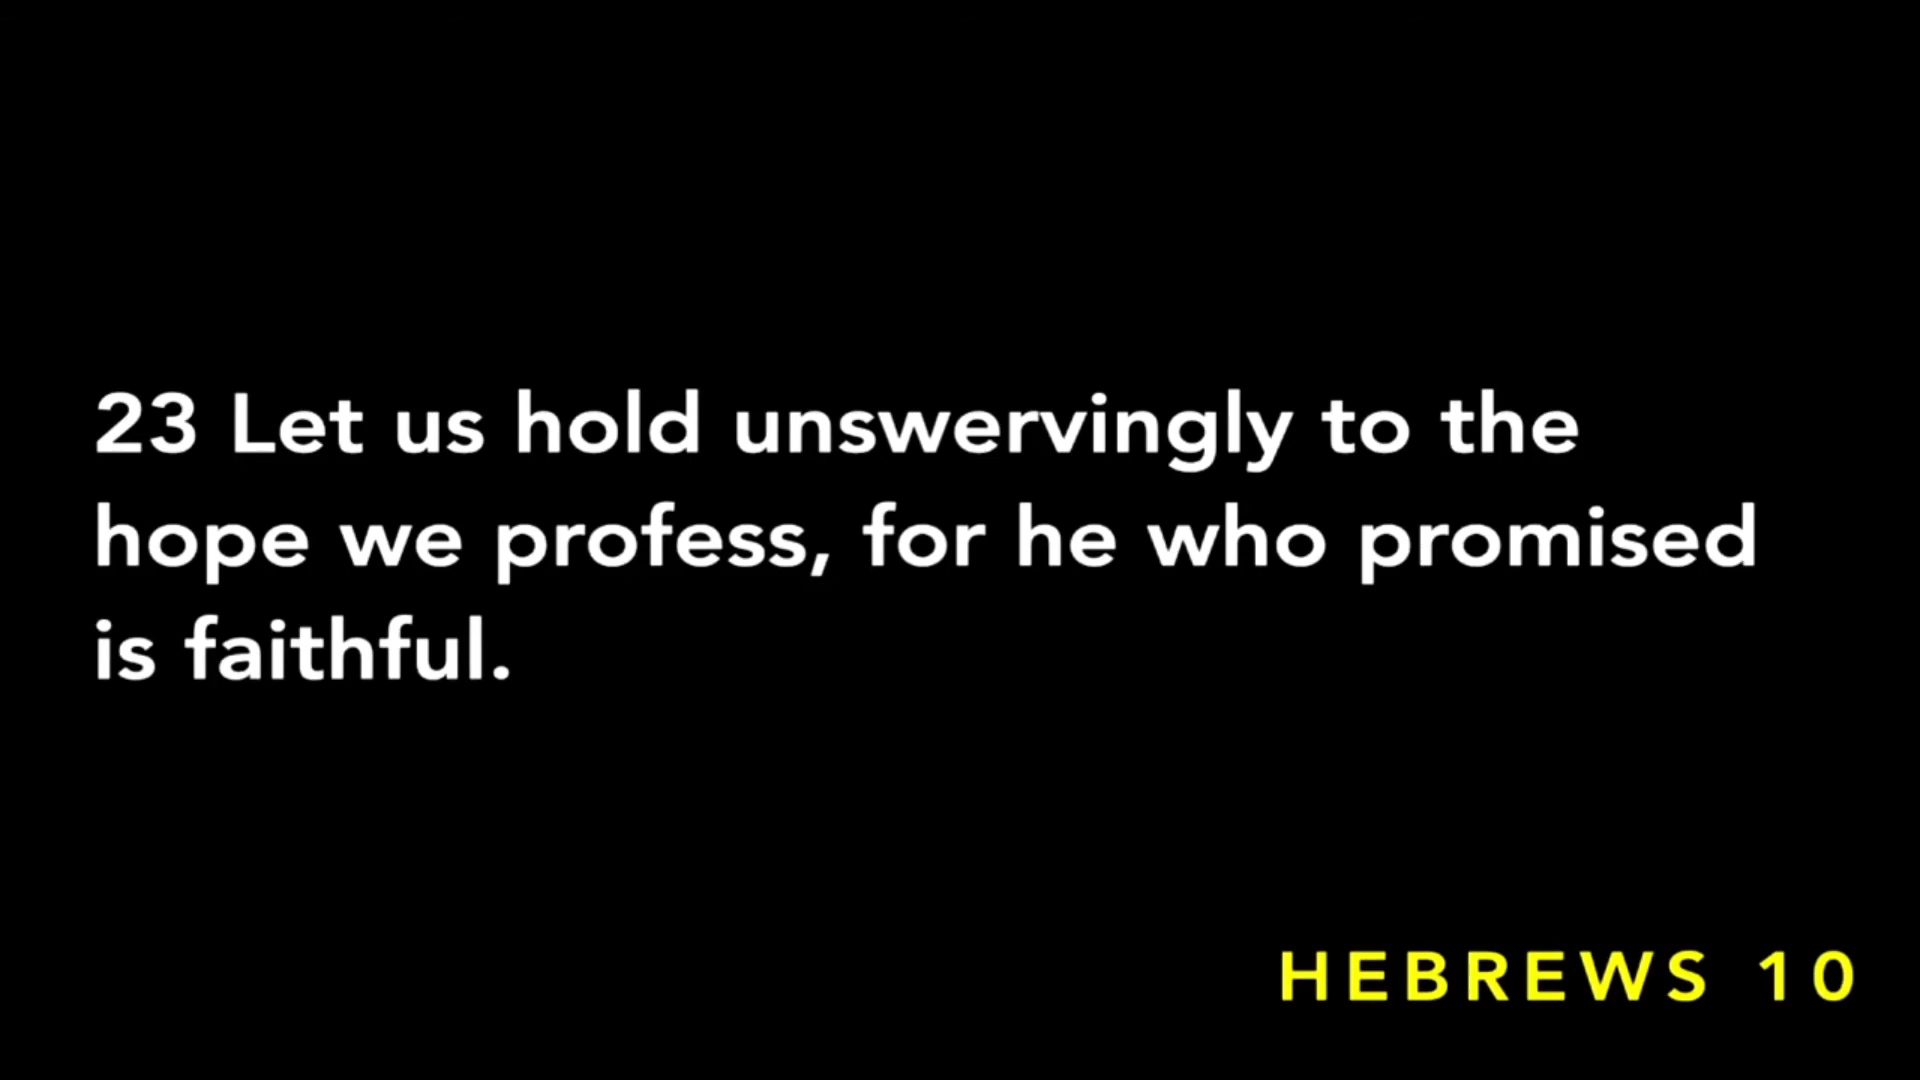 23 Let us hold unswervingly to the
hope we profess, for he who promised
is faithful.
HEBREWS 10